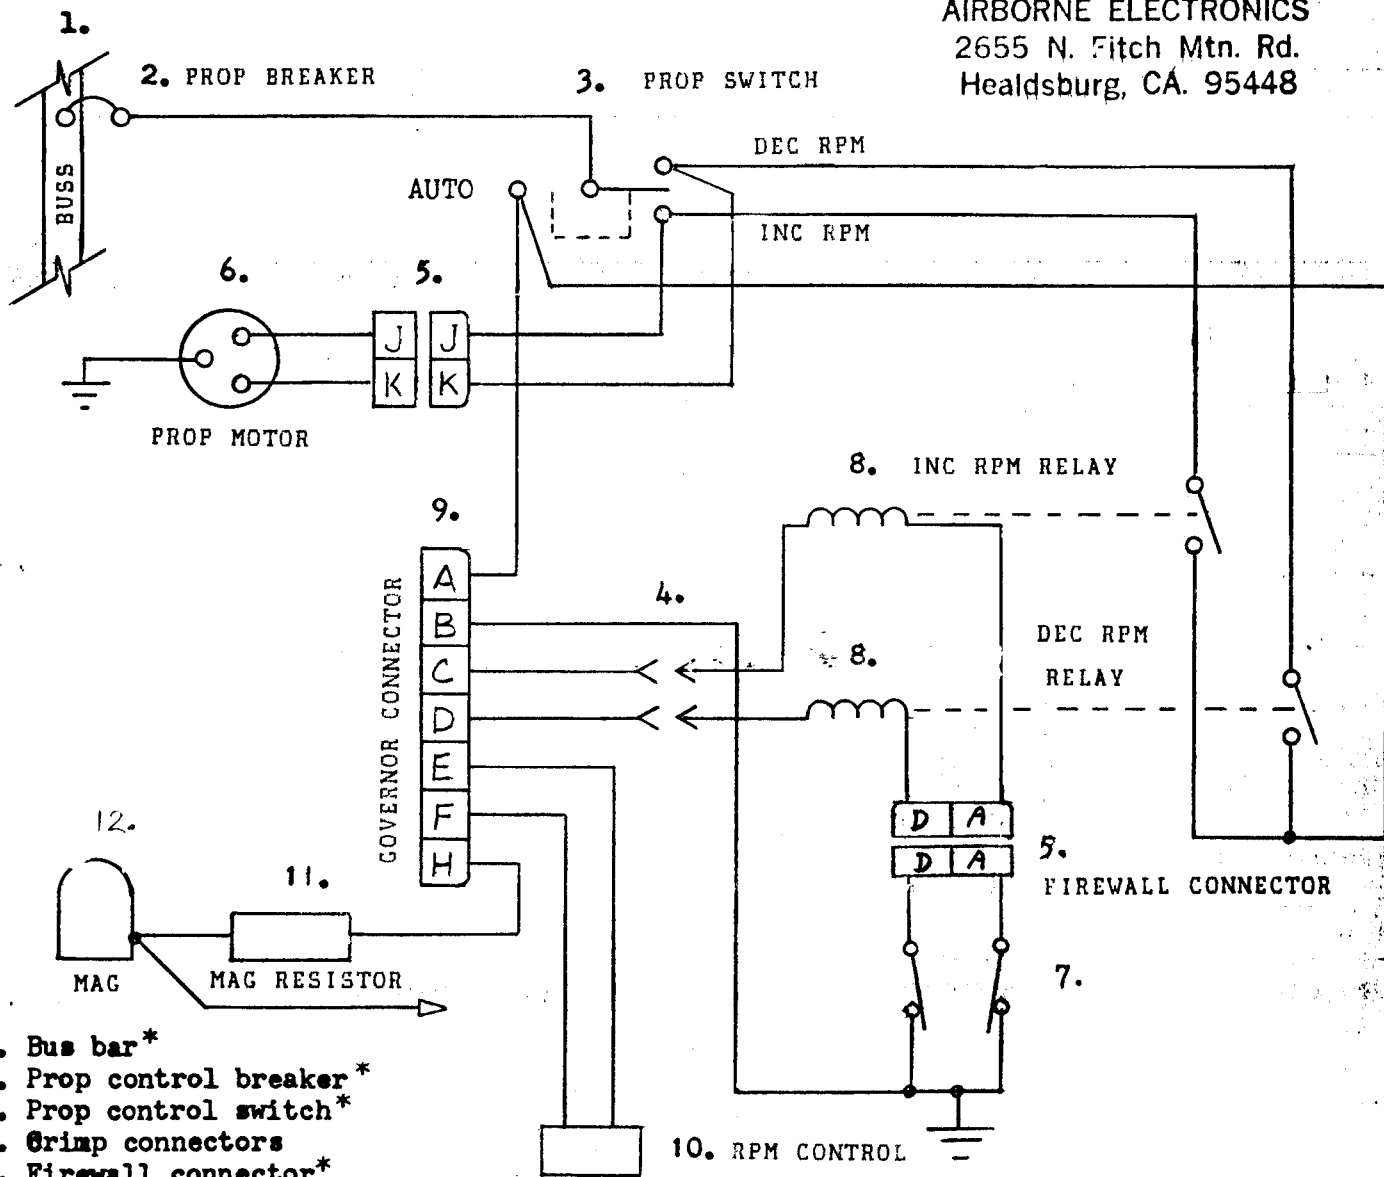 AIRBORNE ELECTRONICS
2655 N. Fitch Mtn. Rd.
Healdsburg, CA. 95448
1.
2. PROP BREAKER
3. PROP SWITCH
BUSS
AUTO
DEC RPM
INC RPM
6.
5.
J J
K K
PROP MOTOR
8. INC RPM RELAY
9.
GOVERNOR CONNECTOR
A
B
C
D
E
F
H
4.
8.
DEC RPM
RELAY
D A
D A
5.
FIREWALL CONNECTOR
7.
12.
MAG
11.
MAG RESISTOR
10. RPM CONTROL
. Bus bar*
. Prop control breaker*
. Prop control switch*
. Crimp connectors
. Firewall connector*